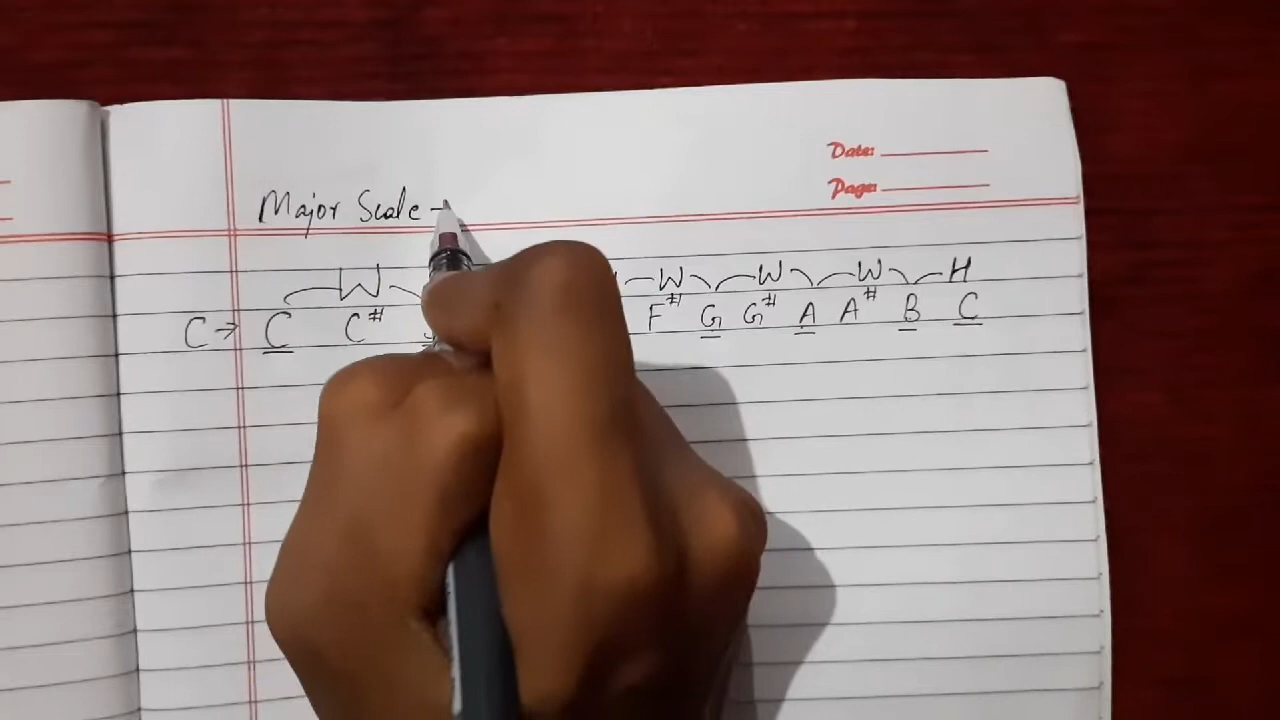 Date:
Page:
Major Scale -
W W W W H
C → C C# F# G G# A A# B C